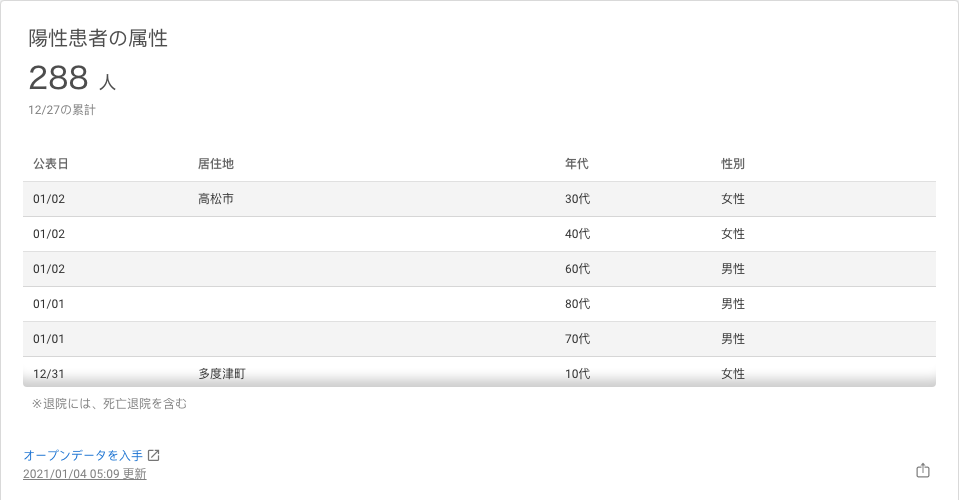 陽性患者の属性
288 人
12/27の累計
公表日 居住地 年代 性別
01/02 高松市 30代 女性
01/02 40代 女性
01/02 60代 男性
01/01 80代 男性
01/01 70代 男性
12/31 多度津町 10代 女性
※退院には、死亡退院を含む
オープンデータを入手
2021/01/04 05:09 更新